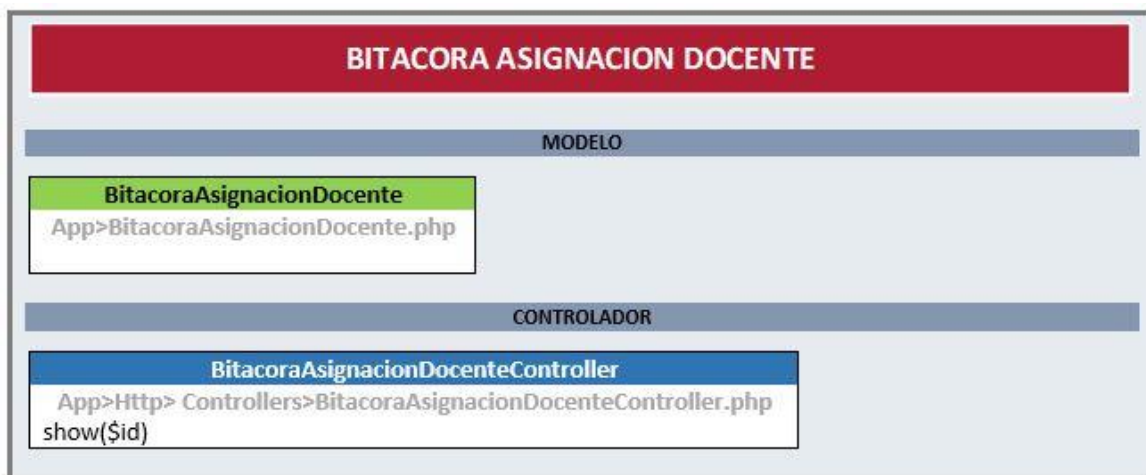 BITACORA ASIGNACION DOCENTE
MODELO
BitacoraAsignacionDocente
App>BitacoraAsignacionDocente.php
CONTROLADOR
BitacoraAsignacionDocenteController
App>Http> Controllers>BitacoraAsignacionDocenteController.php
show($id)